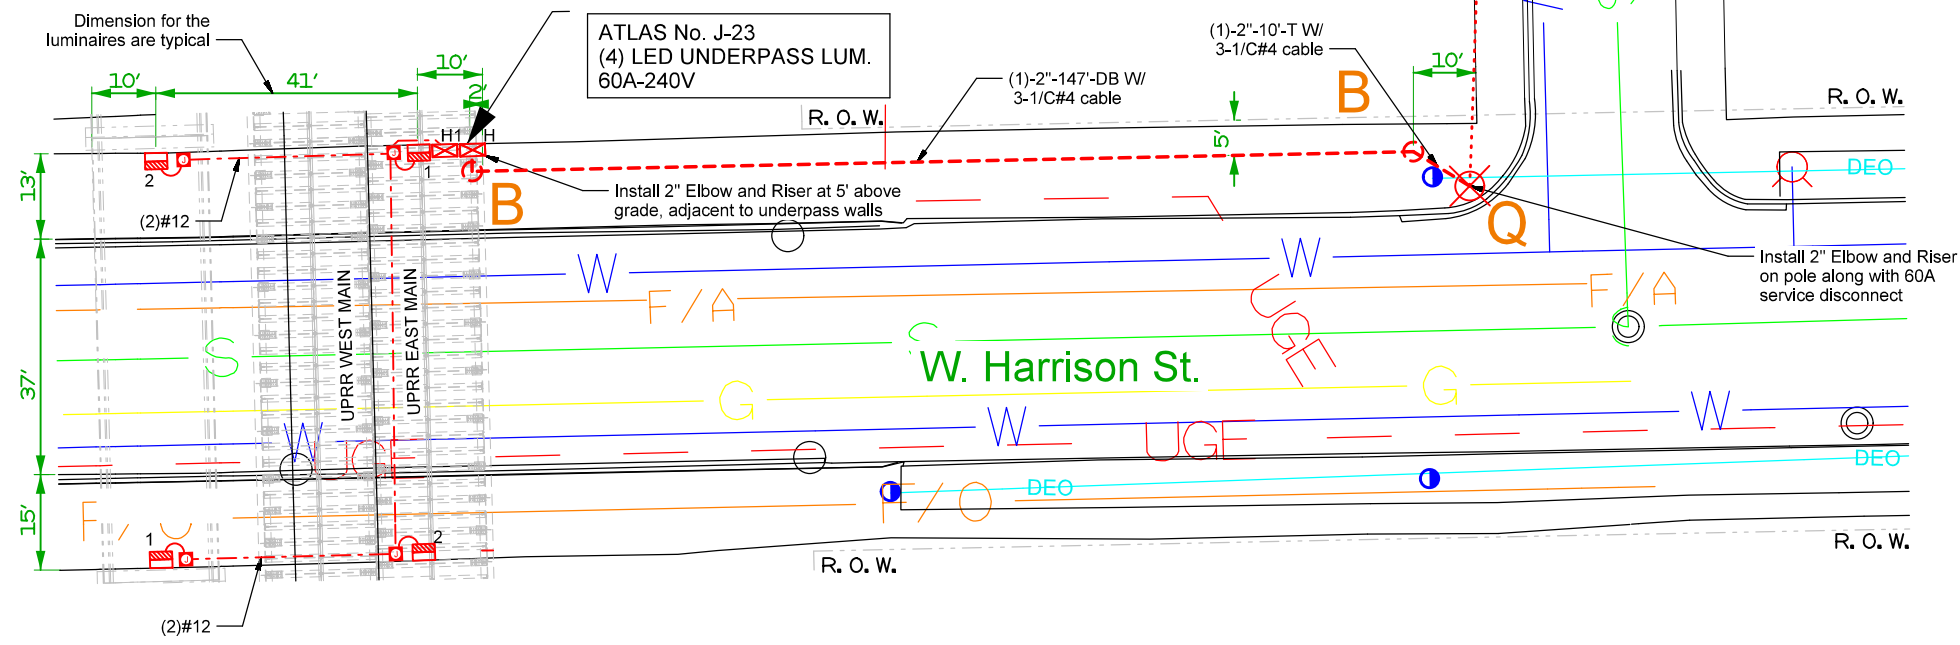 Dimension for the
luminaires are typical
ATLAS No. J-23
(4) LED UNDERPASS LUM.
60A-240V
(1)-2"-10'-T W/
3-1/C#4 cable
(1)-2"-147'-DB W/
3-1/C#4 cable
10'
41'
10'
2'
10'
B
R. O. W.
R. O. W.
H1
H
5'
J
J
1
2
DEO
13'
Install 2" Elbow and Riser at 5' above
grade, adjacent to underpass walls
B
(2)#12
Q
Install 2" Elbow and Riser
on pole along with 60A
service disconnect
W
W
F/A
F/A
UPRR WEST MAIN
UPRR EAST MAIN
UGE
S
W. Harrison St.
37'
G
G
W
W
W
UGE
DEO
DEO
F/O
15'
1
J
J
2
R. O. W.
R. O. W.
(2)#12